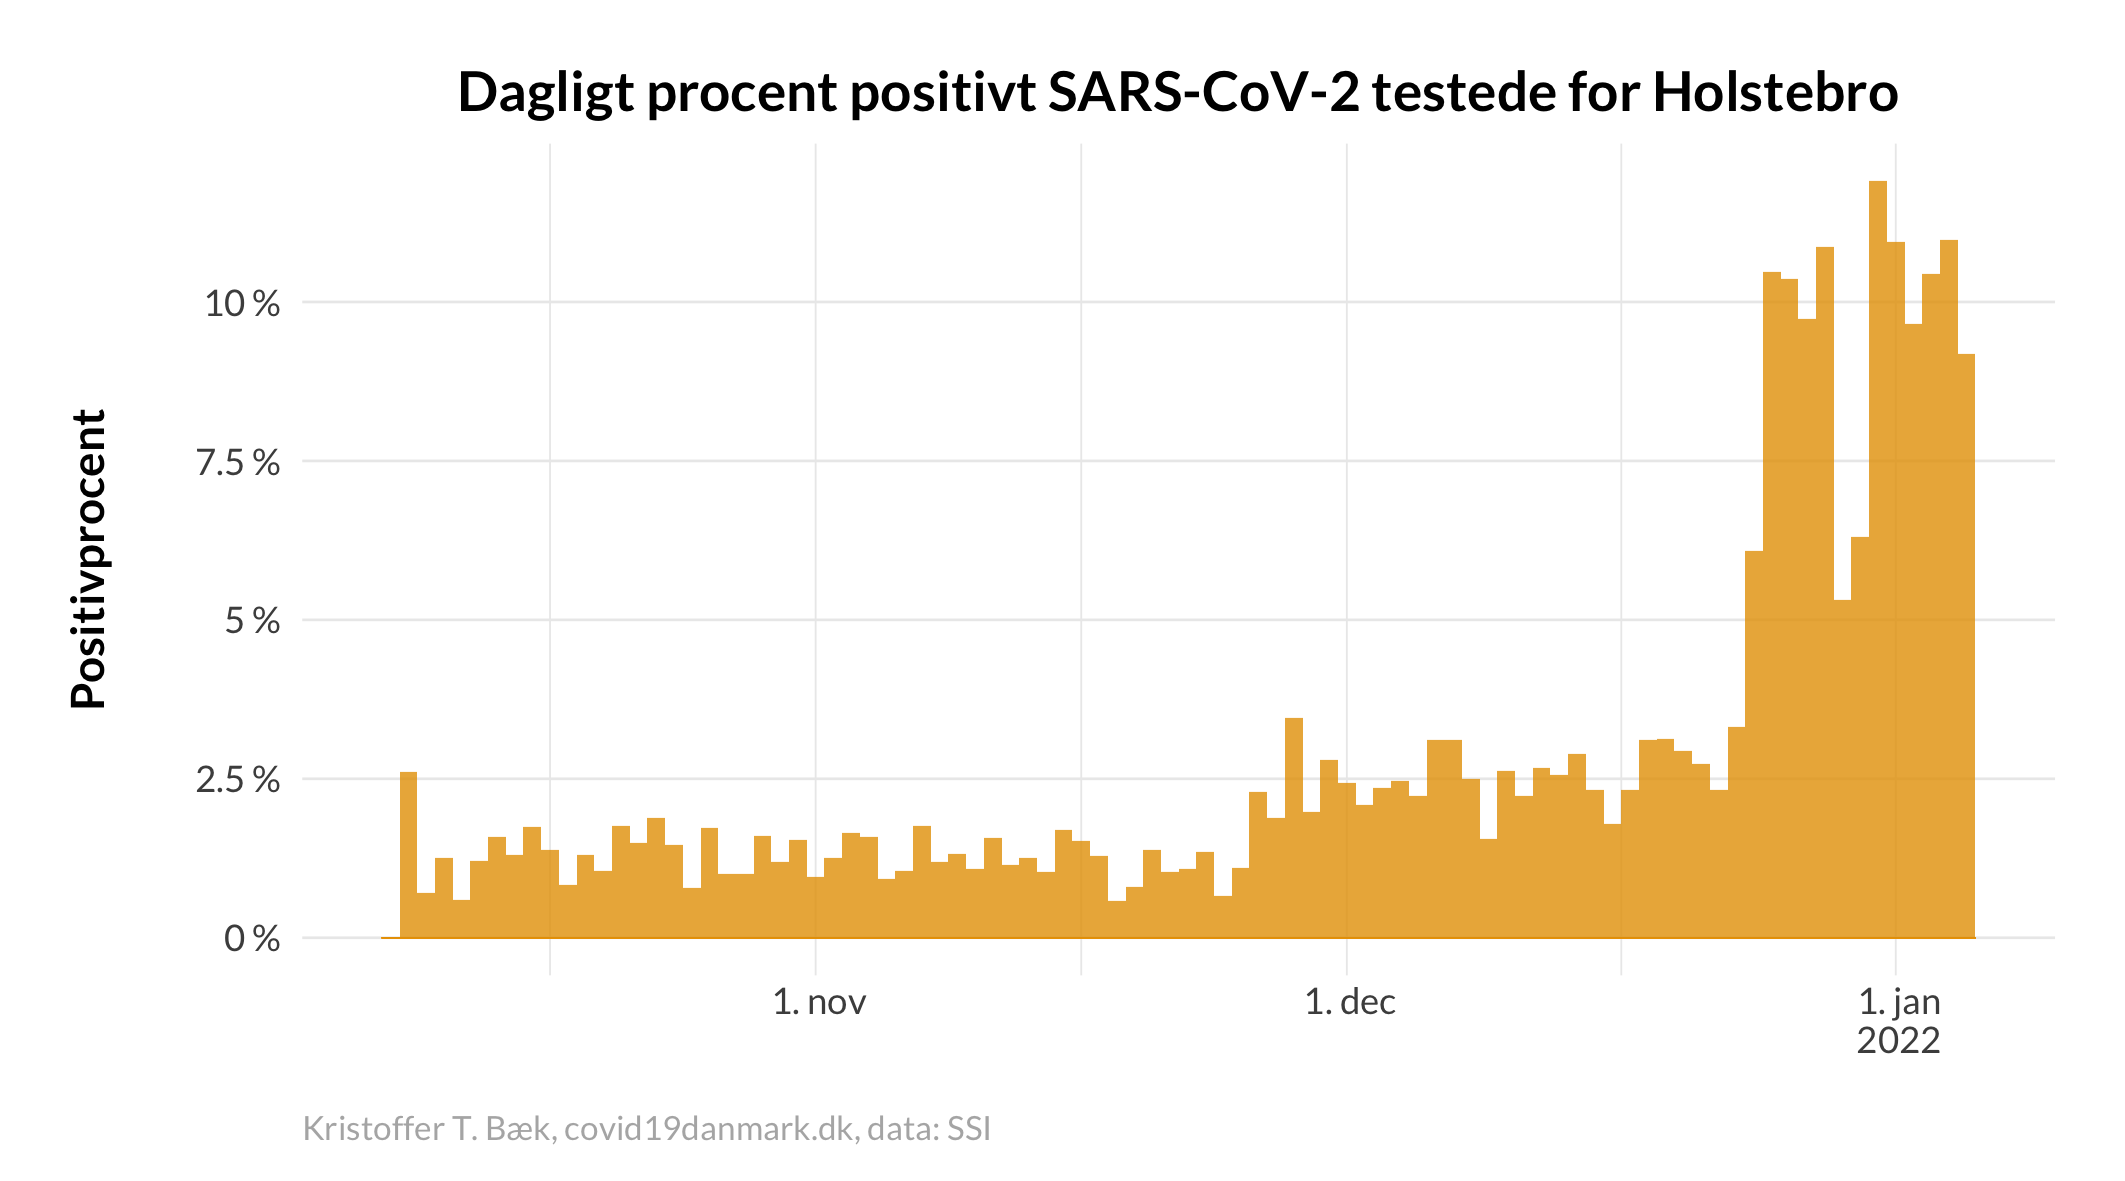 Dagligt procent positivt SARS-CoV-2 testede for Holstebro
Positivprocent
10 %
7.5 %
5 %
2.5 %
0 %
1. nov
1. dec
1. jan
2022
Kristoffer T. Bæk, covid19danmark.dk, data: SSI